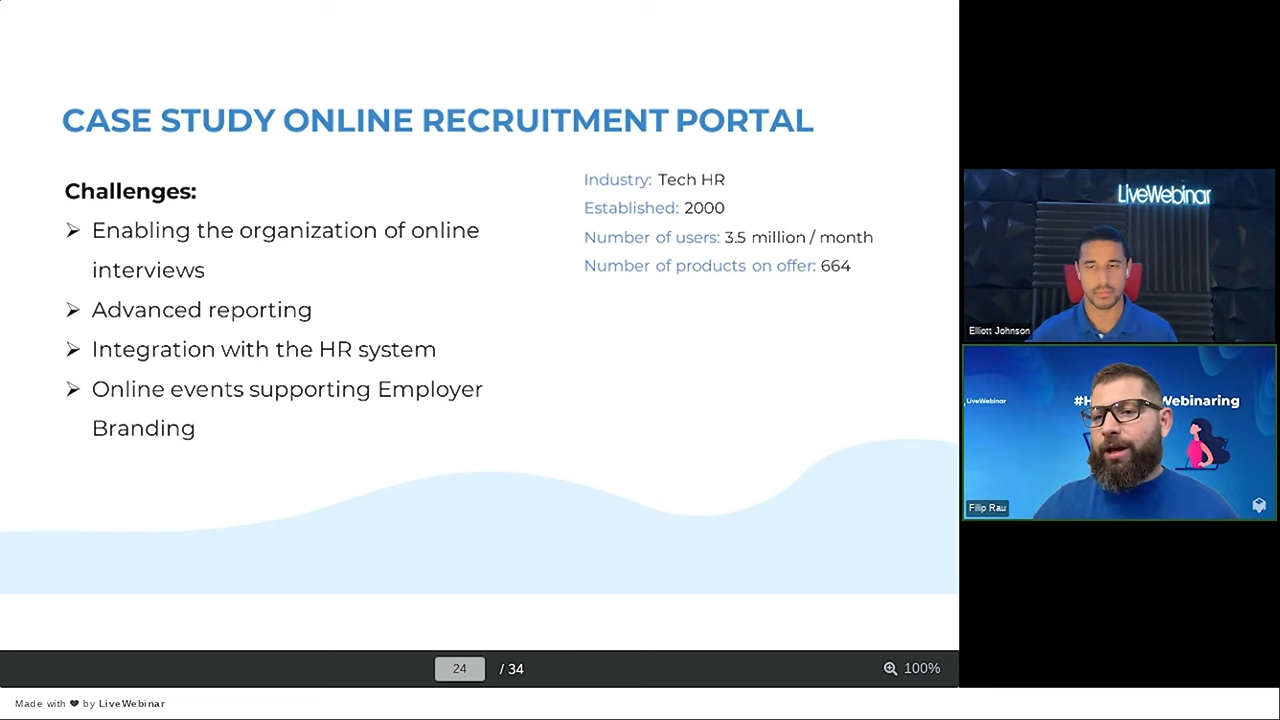 CASE STUDY ONLINE RECRUITMENT PORTAL
Challenges:
➢ Enabling the organization of online
interviews
➢ Advanced reporting
➢ Integration with the HR system
➢ Online events supporting Employer
Branding
Industry: Tech HR
Established: 2000
Number of users: 3.5 million / month
Number of products on offer: 664
LiveWebinar
Elliott Johnson
LiveWebinar
Webinaring
Filip Rau
24 / 34
100%
Made with ❤ by LiveWebinar